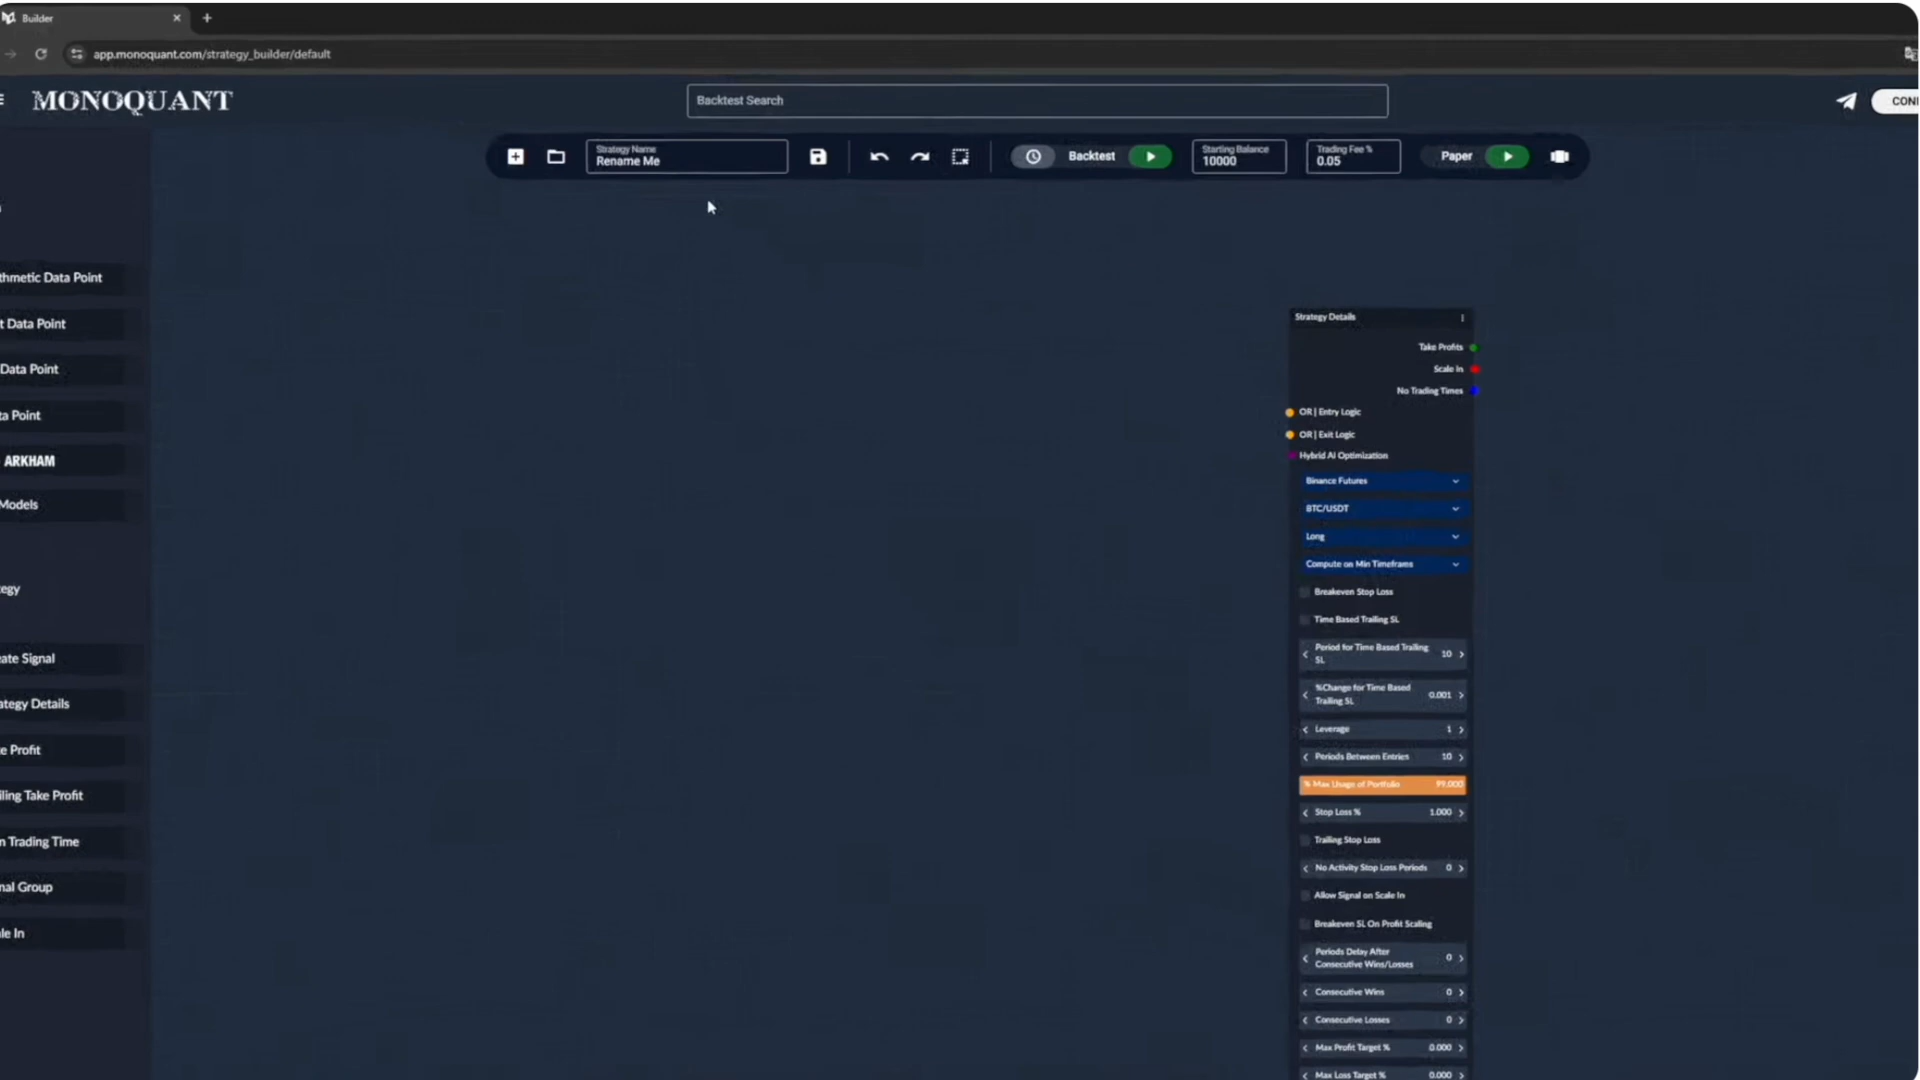 Builder
app.monoquant.com/strategy_builder/default
MONOQUANT
Backtest Search
CON
Strategy Name
Rename Me
Backtest
Starting Balance
10000
Trading Fee %
0.05
Paper
thmetic Data Point
t Data Point
Data Point
ta Point
ARKHAM
Models
tegy
ate Signal
ategy Details
e Profit
iling Take Profit
n Trading Time
nal Group
le In
Strategy Details
Take Profits
Scale In
No Trading Times
OR | Entry Logic
OR | Exit Logic
Hybrid AI Optimization
Binance Futures
BTC/USDT
Long
Compute on Min Timeframe
Breakeven Stop Loss
Time Based Trailing SL
Period for Time Based Trailing SL 10
%Change for Time Based Trailing SL 0.001
Leverage 1
Periods Between Entries 10
% Max Usage of Portfolio 99.000
Stop Loss % 1.000
Trailing Stop Loss
No Activity Stop Loss Periods 0
Allow Signal on Scale In
Breakeven SL On Profit Scaling
Periods Delay After Consecutive Wins/Losses 0
Consecutive Wins 0
Consecutive Losses 0
Max Profit Target % 0.000
Max Loss Target % 0.000